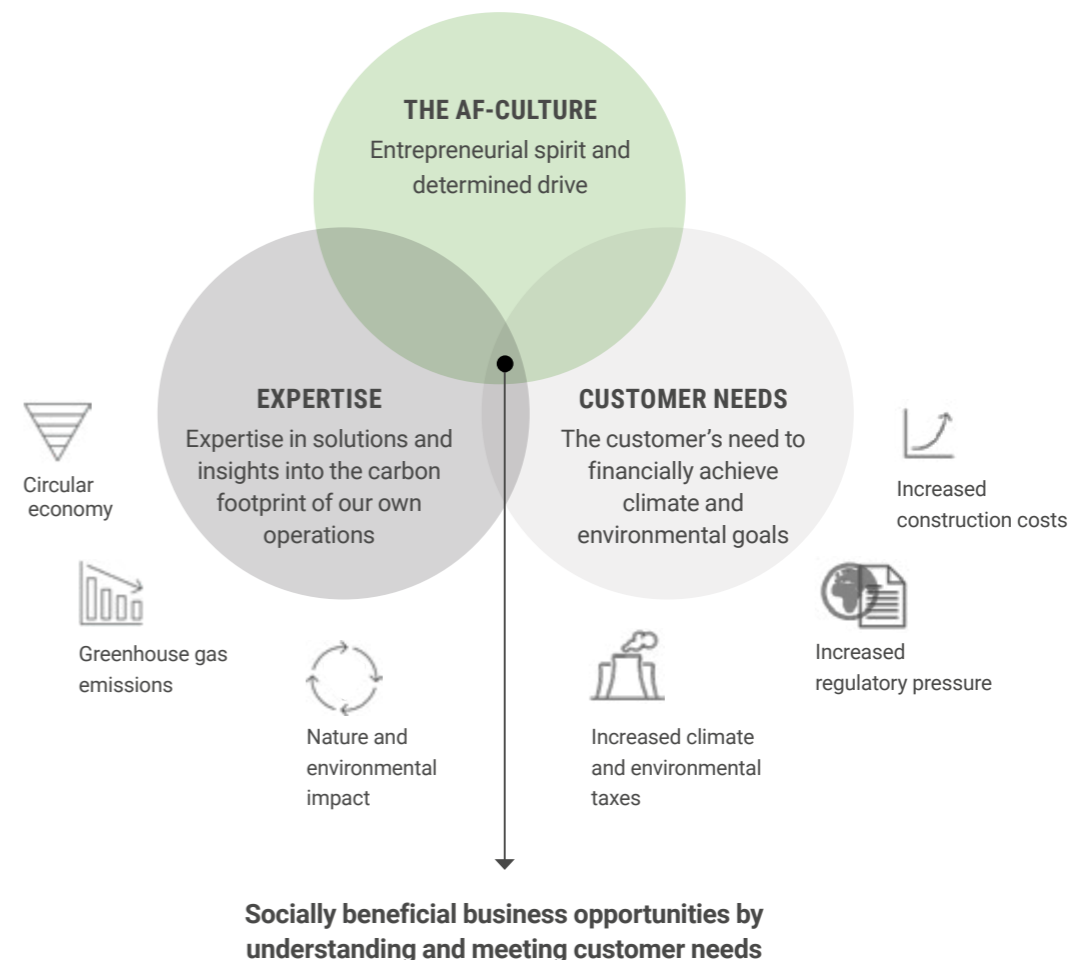 THE AF-CULTURE
Entrepreneurial spirit and
determined drive
EXPERTISE
Expertise in solutions and
insights into the carbon
footprint of our own
operations
CUSTOMER NEEDS
The customer's need to
financially achieve
climate and
environmental goals
Circular
economy
Greenhouse gas
emissions
Nature and
environmental
impact
Increased climate
and environmental
taxes
Increased
regulatory pressure
Increased
construction costs
Socially beneficial business opportunities by
understanding and meeting customer needs